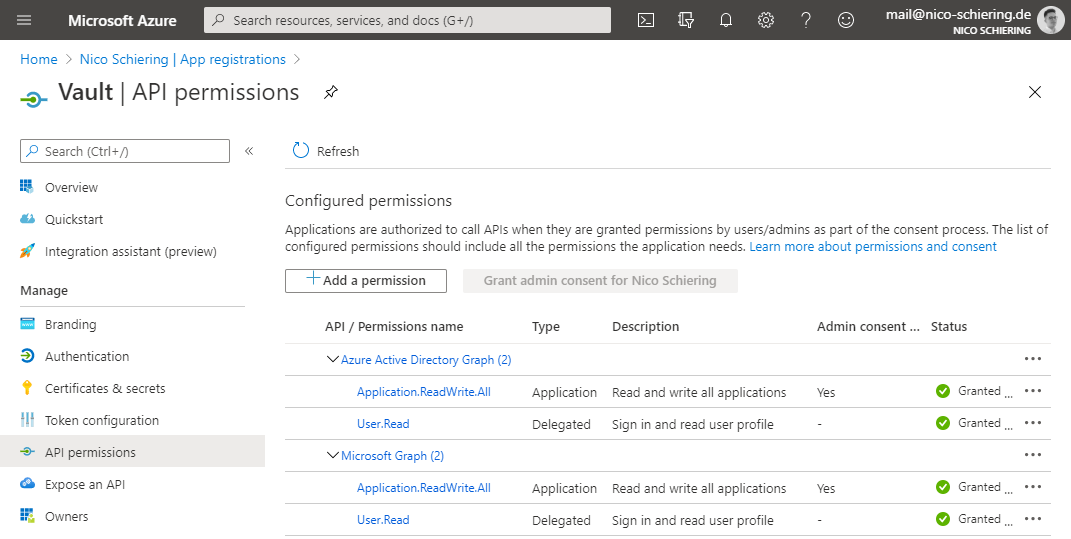 Microsoft Azure
Search resources, services, and docs (G+/)
mail@nico-schiering.de
NICO SCHIERING
Home > Nico Schiering | App registrations >
Vault | API permissions
Search (Ctrl+/)
Overview
Quickstart
Integration assistant (preview)
Manage
Branding
Authentication
Certificates & secrets
Token configuration
API permissions
Expose an API
Owners
Refresh
Configured permissions
Applications are authorized to call APIs when they are granted permissions by users/admins as part of the consent process. The list of
configured permissions should include all the permissions the application needs. Learn more about permissions and consent
Add a permission
Grant admin consent for Nico Schiering
API / Permissions name Type Description Admin consent ... Status
Azure Active Directory Graph (2)
Application.ReadWrite.All Application Read and write all applications Yes Granted ...
User.Read Delegated Sign in and read user profile - Granted ...
Microsoft Graph (2)
Application.ReadWrite.All Application Read and write all applications Yes Granted ...
User.Read Delegated Sign in and read user profile - Granted ...